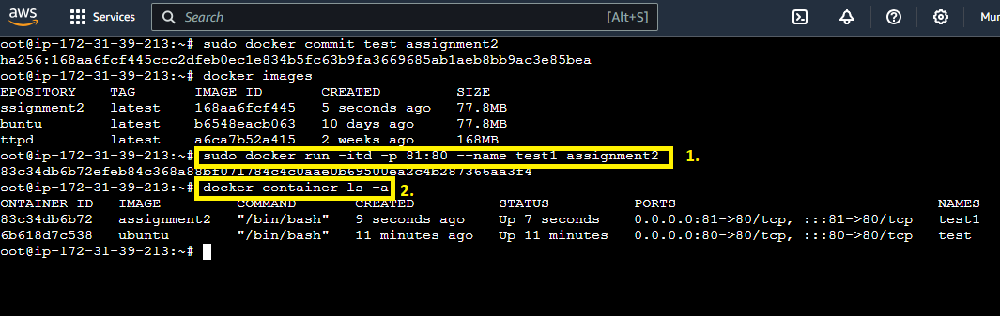 aws Services Search [Alt+S] Mur
oot@ip-172-31-39-213:~# sudo docker commit test assignment2
ha256:168aa6fcf445ccc2dfeb0ec1e834b5fc63b9fa3669685ab1aeb8bb9ac3e85bea
oot@ip-172-31-39-213:~# docker images
EPOSITORY TAG IMAGE ID CREATED SIZE
ssignment2 latest 168aa6fcf445 5 seconds ago 77.8MB
buntu latest b6548eacb063 10 days ago 77.8MB
ttpd latest a6ca7b52a415 2 weeks ago 168MB
oot@ip-172-31-39-213:~# sudo docker run -itd -p 81:80 --name test1 assignment2 1.
83c34db6b72efeb84c368a88bf071784c4c0aae0b69500ea2c4b287366aa3f4
oot@ip-172-31-39-213:~# docker container ls -a 2.
ONTAINER ID IMAGE COMMAND CREATED STATUS PORTS NAMES
83c34db6b72 assignment2 "/bin/bash" 9 seconds ago Up 7 seconds 0.0.0.0:81->80/tcp, :::81->80/tcp test1
6b618d7c538 ubuntu "/bin/bash" 11 minutes ago Up 11 minutes 0.0.0.0:80->80/tcp, :::80->80/tcp test
oot@ip-172-31-39-213:~#